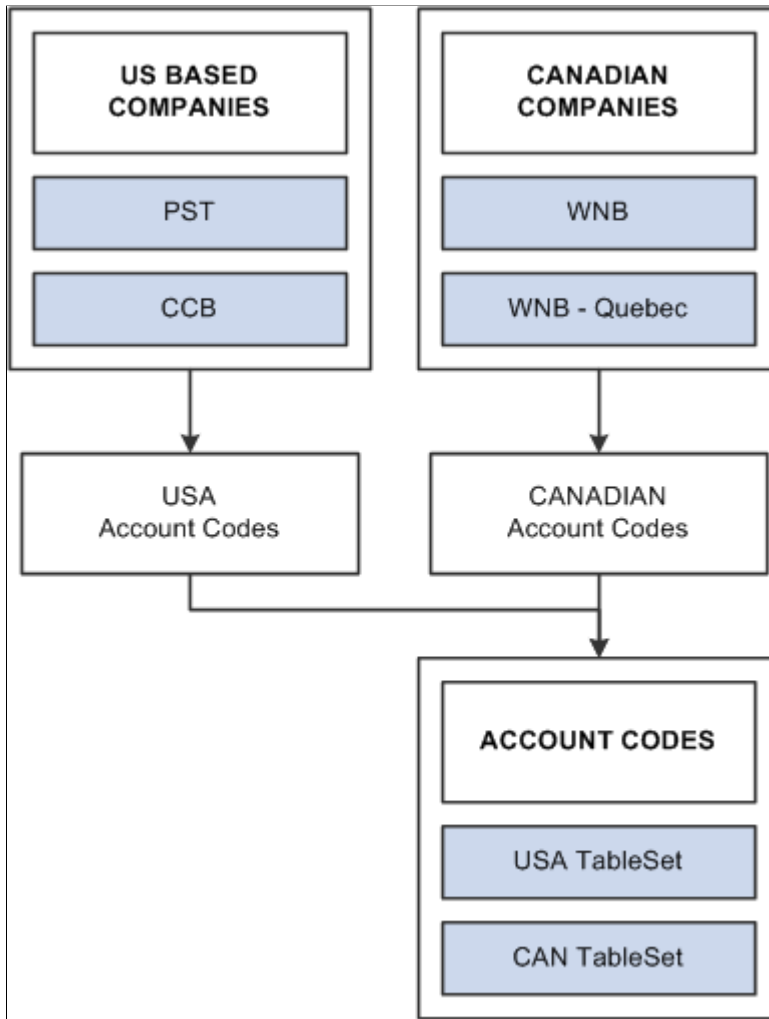 US BASED
COMPANIES
PST
CCB
CANADIAN
COMPANIES
WNB
WNB - Quebec
USA
Account Codes
CANADIAN
Account Codes
ACCOUNT CODES
USA TableSet
CAN TableSet